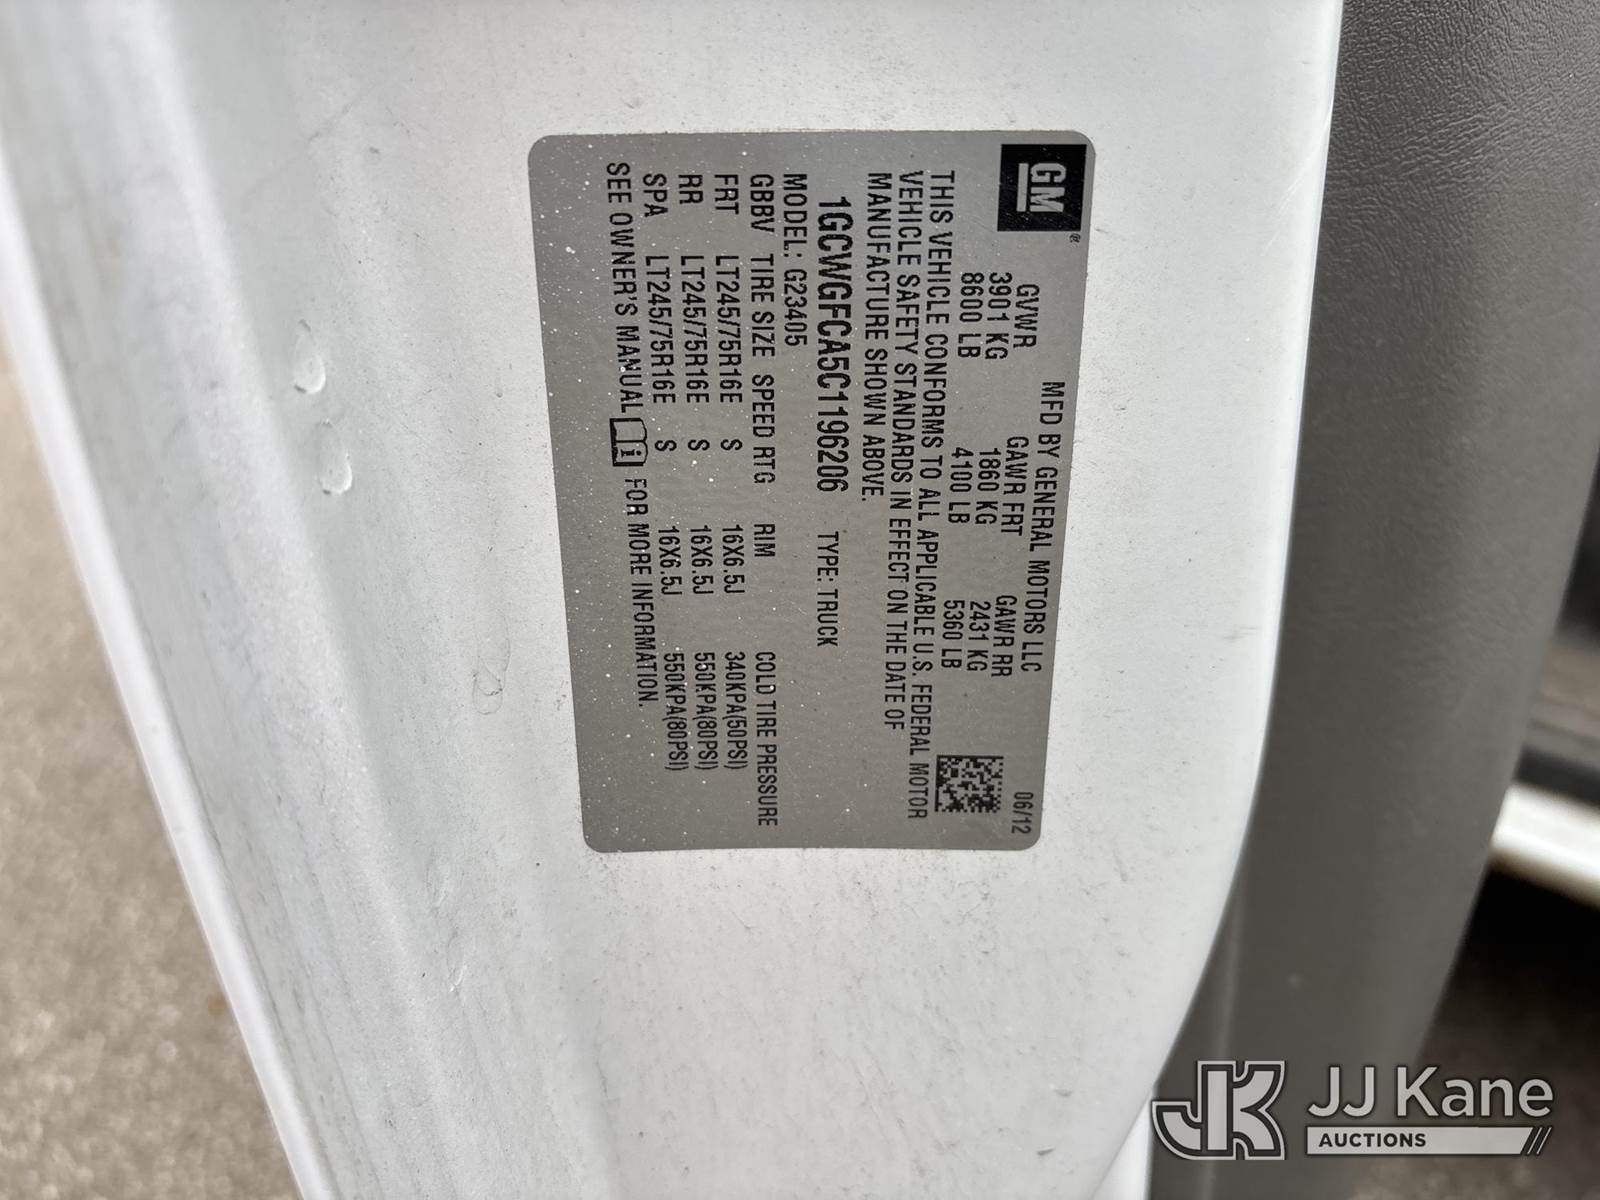 GM®
MFD BY GENERAL MOTORS LLC 06/12
GVWR GAWR FRT GAWR RR
3901 KG 1860 KG 2431 KG
8600 LB 4100 LB 5360 LB
THIS VEHICLE CONFORMS TO ALL APPLICABLE U.S. FEDERAL MOTOR
VEHICLE SAFETY STANDARDS IN EFFECT ON THE DATE OF
MANUFACTURE SHOWN ABOVE.
1GCWGFCA5C1196206 TYPE: TRUCK
MODEL: G23405
GBBV TIRE SIZE SPEED RTG RIM COLD TIRE PRESSURE
FRT LT245/75R16E S 16X6.5J 340KPA(50PSI)
RR LT245/75R16E S 16X6.5J 550KPA(80PSI)
SPA LT245/75R16E S 16X6.5J 550KPA(80PSI)
SEE OWNER'S MANUAL i FOR MORE INFORMATION.
JK JJ Kane
AUCTIONS